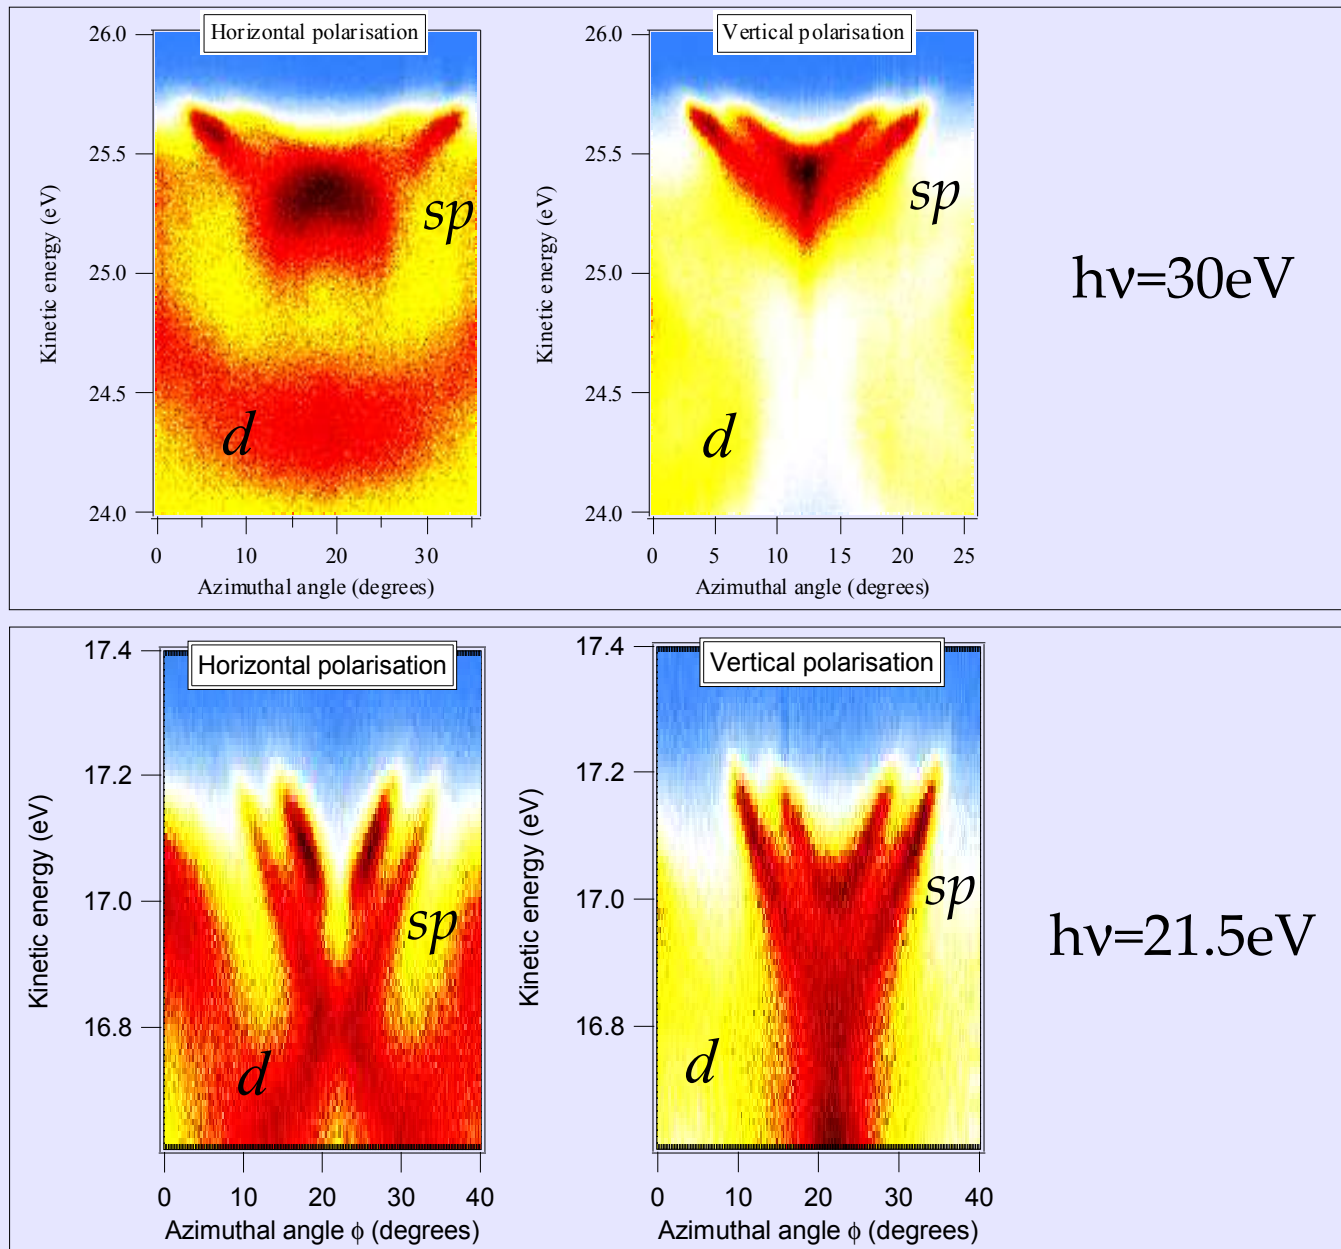 Horizontal polarisation
26.0
25.5
25.0
24.5
24.0
Kinetic energy (eV)
sp
d
0 10 20 30
Azimuthal angle (degrees)
Vertical polarisation
26.0
25.5
25.0
24.5
24.0
Kinetic energy (eV)
sp
d
0 5 10 15 20 25
Azimuthal angle (degrees)
hν=30eV
Horizontal polarisation
17.4
17.2
17.0
16.8
Kinetic energy (eV)
sp
d
0 10 20 30 40
Azimuthal angle ϕ (degrees)
Vertical polarisation
17.4
17.2
17.0
16.8
Kinetic energy (eV)
sp
d
0 10 20 30 40
Azimuthal angle ϕ (degrees)
hν=21.5eV